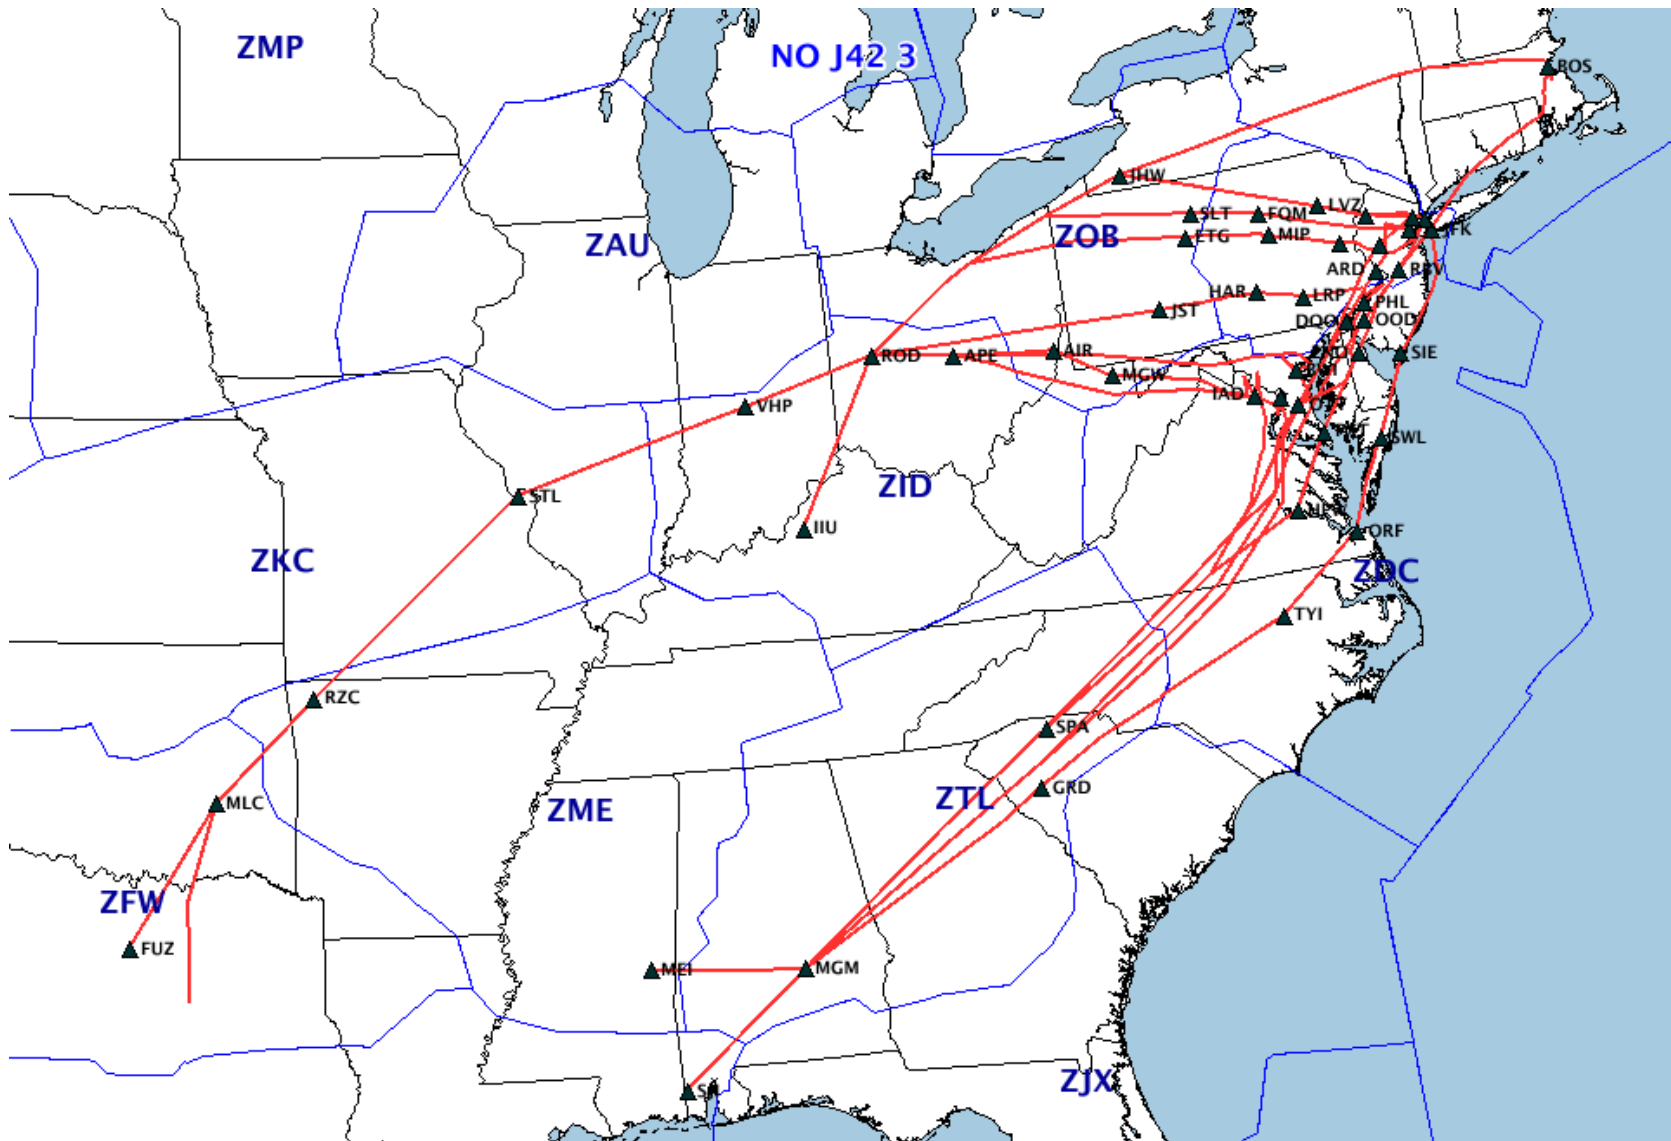 ZMP
NO J42 3
BOS
JHW
LVZ
SLT
FQM
JFK
ZAU
ZOB
ETG
MIP
ARD
RBV
HAR
LRP
PHL
JST
DQO
OOD
ROD
APE
AIR
SIE
MGW
IAD
VHP
SWL
ZID
STL
IIU
ORF
ZKC
ZDC
TYI
RZC
SPA
GRD
ZTL
MLC
ZME
ZFW
FUZ
MEI
MGM
ZJX